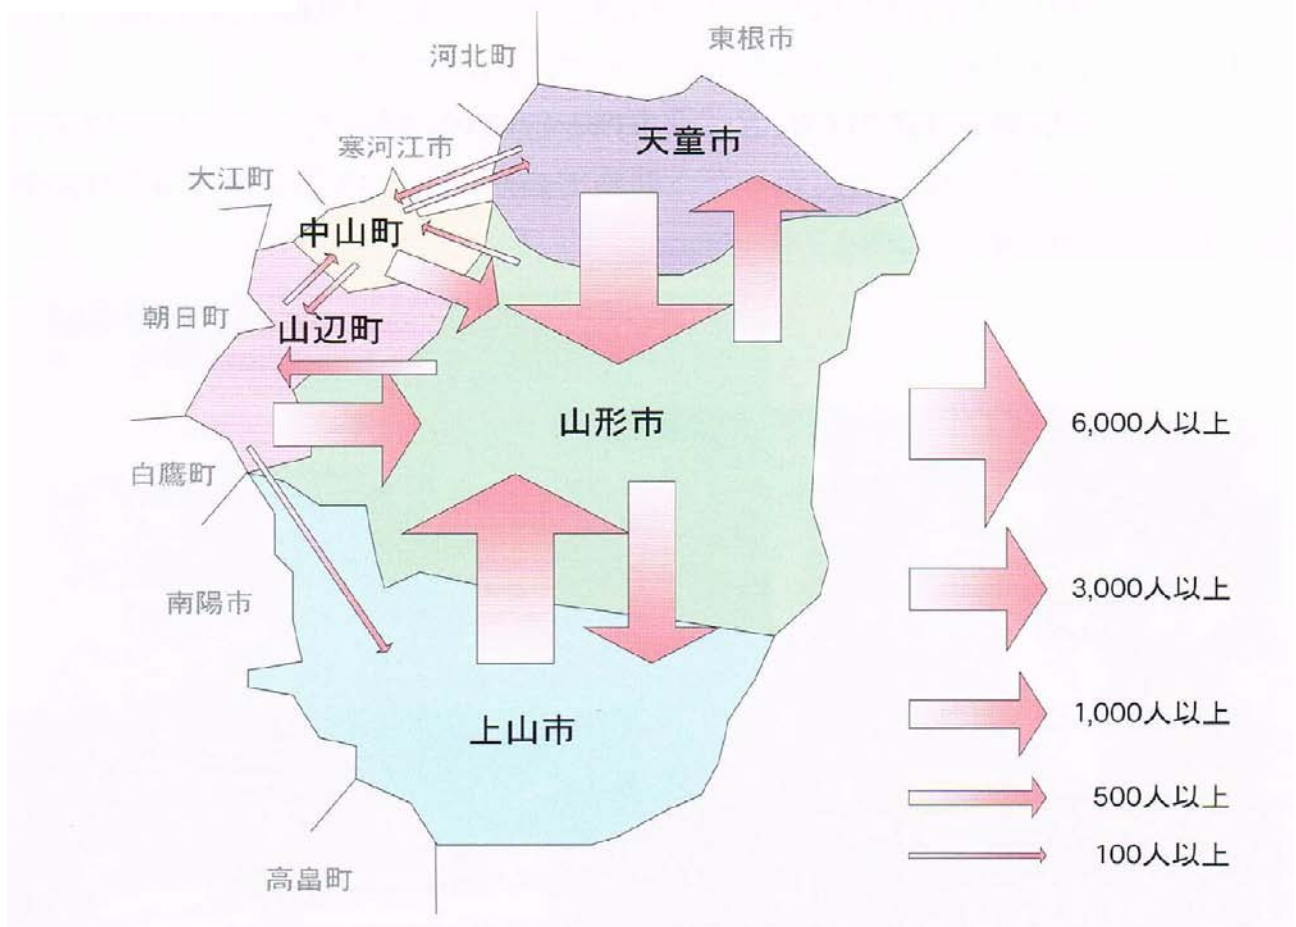 東根市
河北町
天童市
寒河江市
大江町
中山町
朝日町
山辺町
山形市
6,000人以上
白鷹町
3,000人以上
南陽市
1,000人以上
上山市
500人以上
100人以上
高畠町